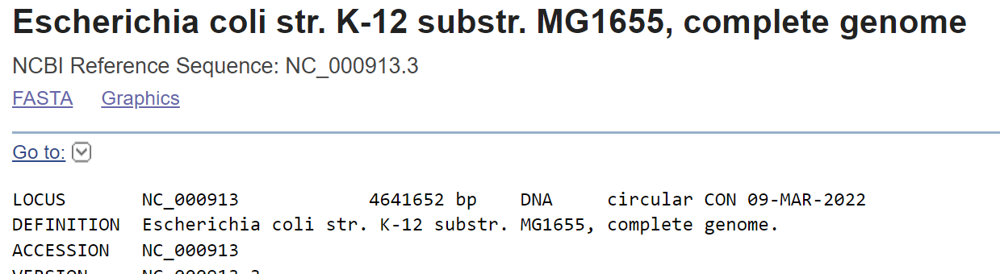 Escherichia coli str. K-12 substr. MG1655, complete genome
NCBI Reference Sequence: NC_000913.3
FASTA Graphics
Go to:
LOCUS NC_000913 4641652 bp DNA circular CON 09-MAR-2022
DEFINITION Escherichia coli str. K-12 substr. MG1655, complete genome.
ACCESSION NC_000913
VERSION NC_000913.3